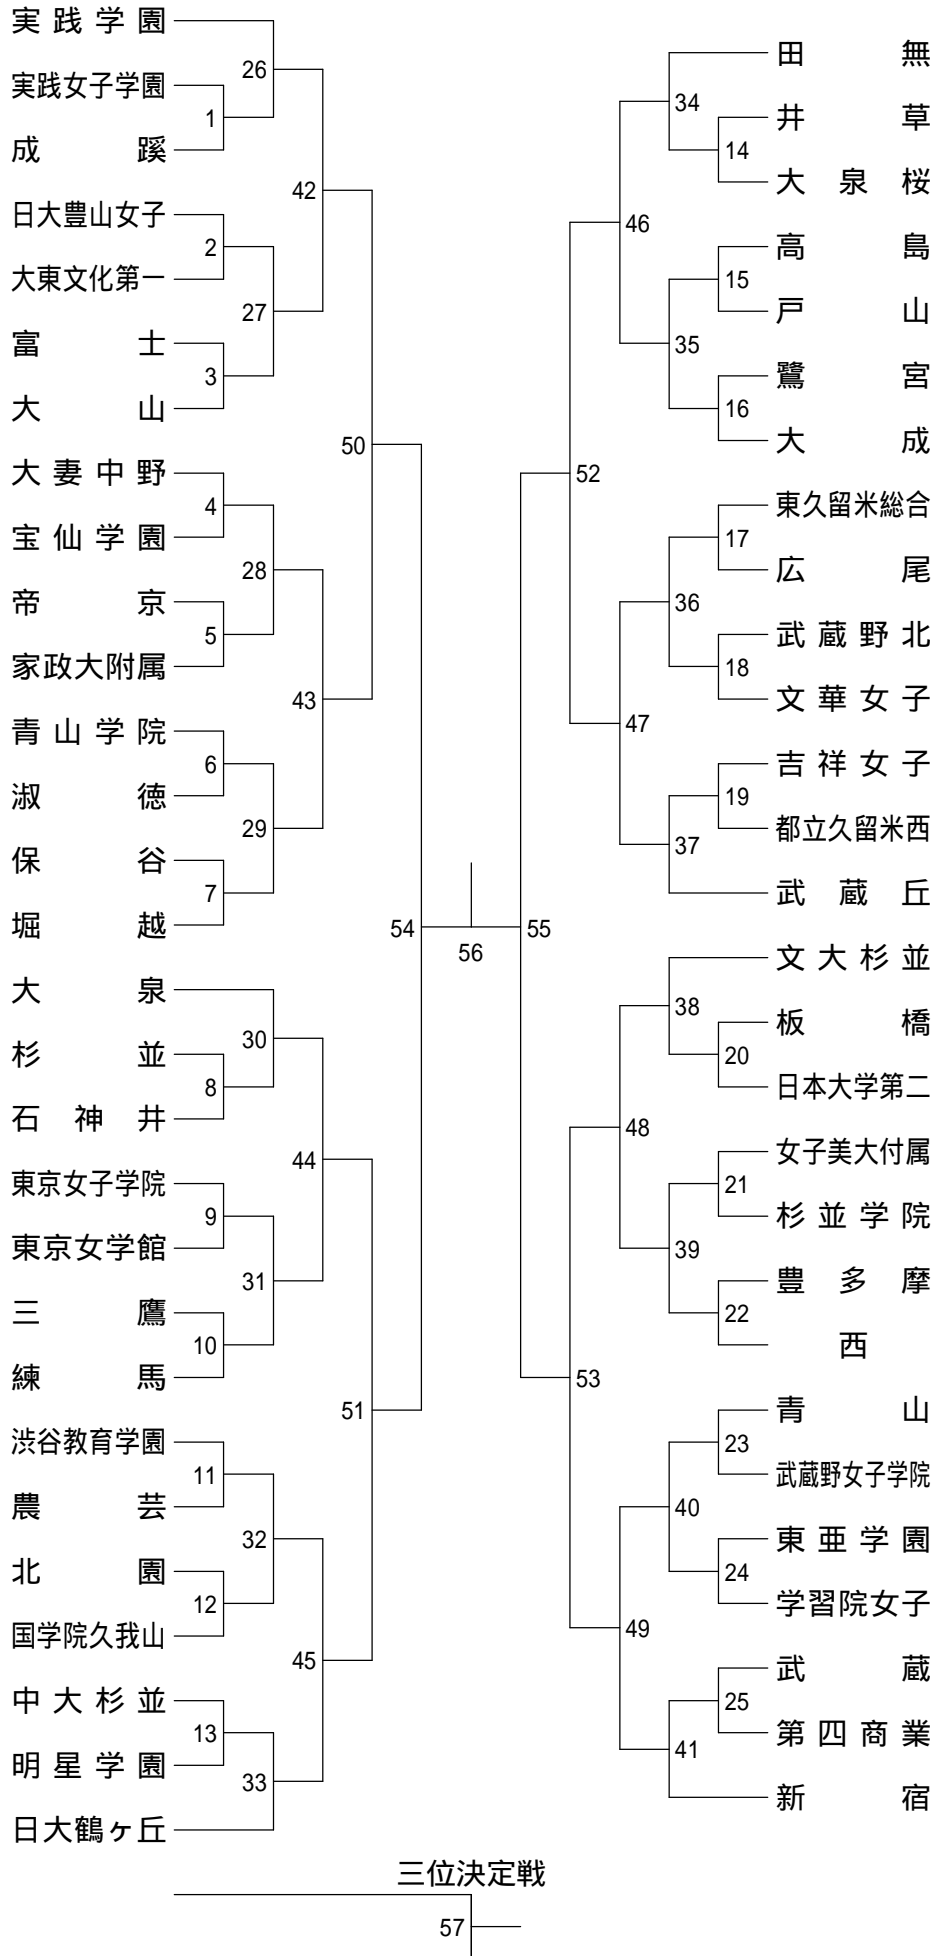 実践学園
実践女子学園
成蹊
日大豊山女子
大東文化第一
富士
大山
大妻中野
宝仙学園
帝京
家政大附属
青山学院
淑徳
保谷
堀越
大泉
杉並
石神井
東京女子学院
東京女学館
三鷹
練馬
渋谷教育学園
農芸
北園
国学院久我山
中大杉並
明星学園
日大鶴ヶ丘
1
2
3
4
5
6
7
8
9
10
11
12
13
26
27
28
29
30
31
32
33
42
43
44
45
50
51
54
56
55
52
53
46
47
48
49
34
35
36
37
38
39
40
41
14
15
16
17
18
19
20
21
22
23
24
25
田無
井草
大泉桜
高島
戸山
鷺宮
大成
東久留米総合
広尾
武蔵野北
文華女子
吉祥女子
都立久留米西
武蔵丘
文大杉並
板橋
日本大学第二
女子美大付属
杉並学院
豊多摩
西
青山
武蔵野女子学院
東亜学園
学習院女子
武蔵
第四商業
新宿
三位決定戦
57